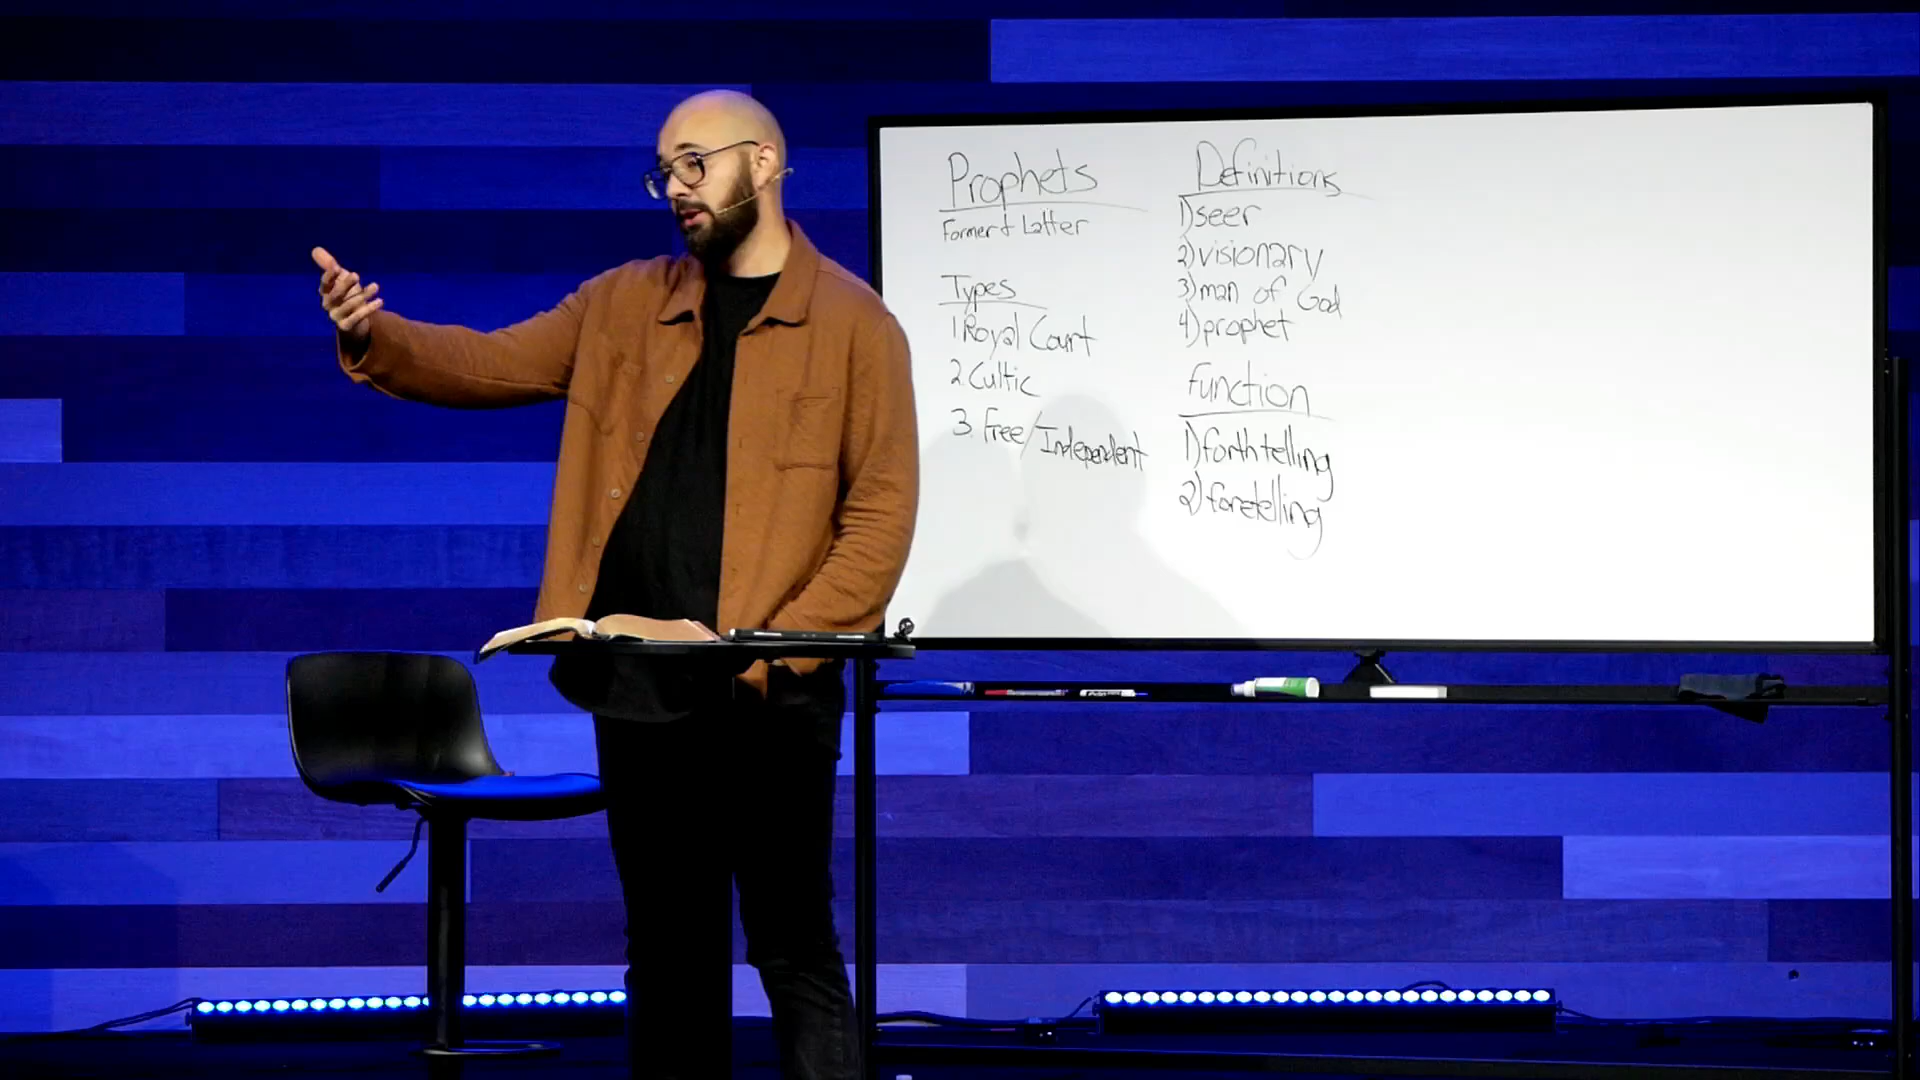 Prophets
Former & Latter
Types
1 Royal Court
2. Cultic
3. Free/Independent
Definitions
1) seer
2) visionary
3) man of God
4) prophet
function
1) forthtelling
2) foretelling